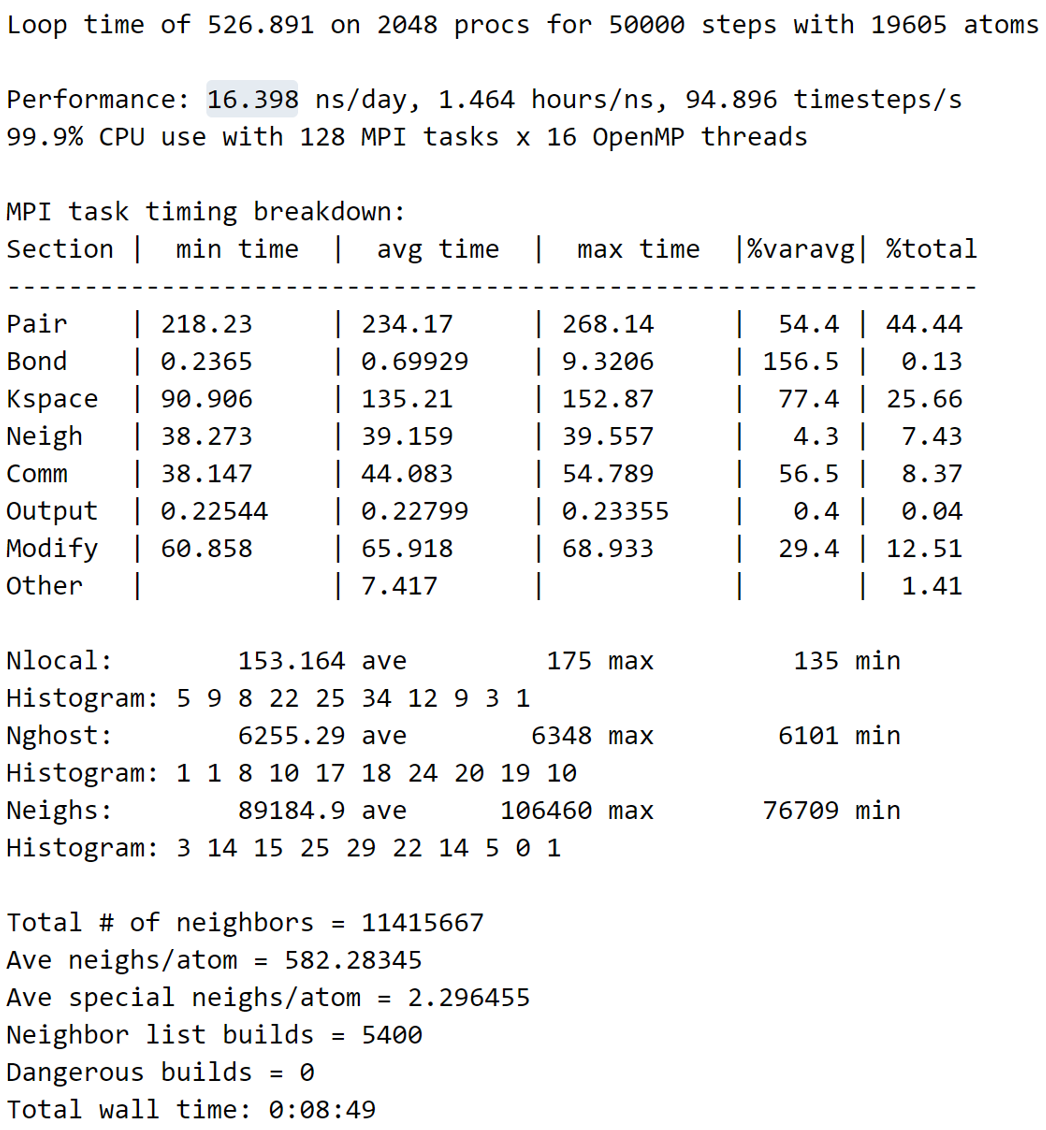 Loop time of 526.891 on 2048 procs for 50000 steps with 19605 atoms
Performance: 16.398 ns/day, 1.464 hours/ns, 94.896 timesteps/s
99.9% CPU use with 128 MPI tasks x 16 OpenMP threads
MPI task timing breakdown:
Section |  min time  |  avg time  |  max time  |%varavg| %total
---------------------------------------------------------------
Pair    | 218.23     | 234.17     | 268.14     |  54.4 | 44.44
Bond    | 0.2365     | 0.69929    | 9.3206     | 156.5 |  0.13
Kspace  | 90.906     | 135.21     | 152.87     |  77.4 | 25.66
Neigh   | 38.273     | 39.159     | 39.557     |   4.3 |  7.43
Comm    | 38.147     | 44.083     | 54.789     |  56.5 |  8.37
Output  | 0.22544    | 0.22799    | 0.23355    |   0.4 |  0.04
Modify  | 60.858     | 65.918     | 68.933     |  29.4 | 12.51
Other   |            | 7.417      |            |       |  1.41
Nlocal:        153.164 ave         175 max         135 min
Histogram: 5 9 8 22 25 34 12 9 3 1
Nghost:        6255.29 ave        6348 max        6101 min
Histogram: 1 1 8 10 17 18 24 20 19 10
Neighs:        89184.9 ave      106460 max       76709 min
Histogram: 3 14 15 25 29 22 14 5 0 1
Total # of neighbors = 11415667
Ave neighs/atom = 582.28345
Ave special neighs/atom = 2.296455
Neighbor list builds = 5400
Dangerous builds = 0
Total wall time: 0:08:49